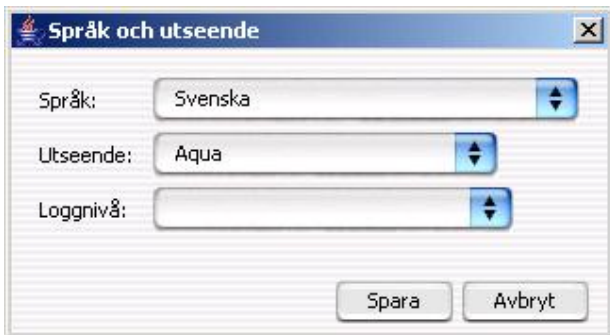 Språk och utseende
Språk: Svenska
Utseende: Aqua
Loggnivå:
Spara Avbryt